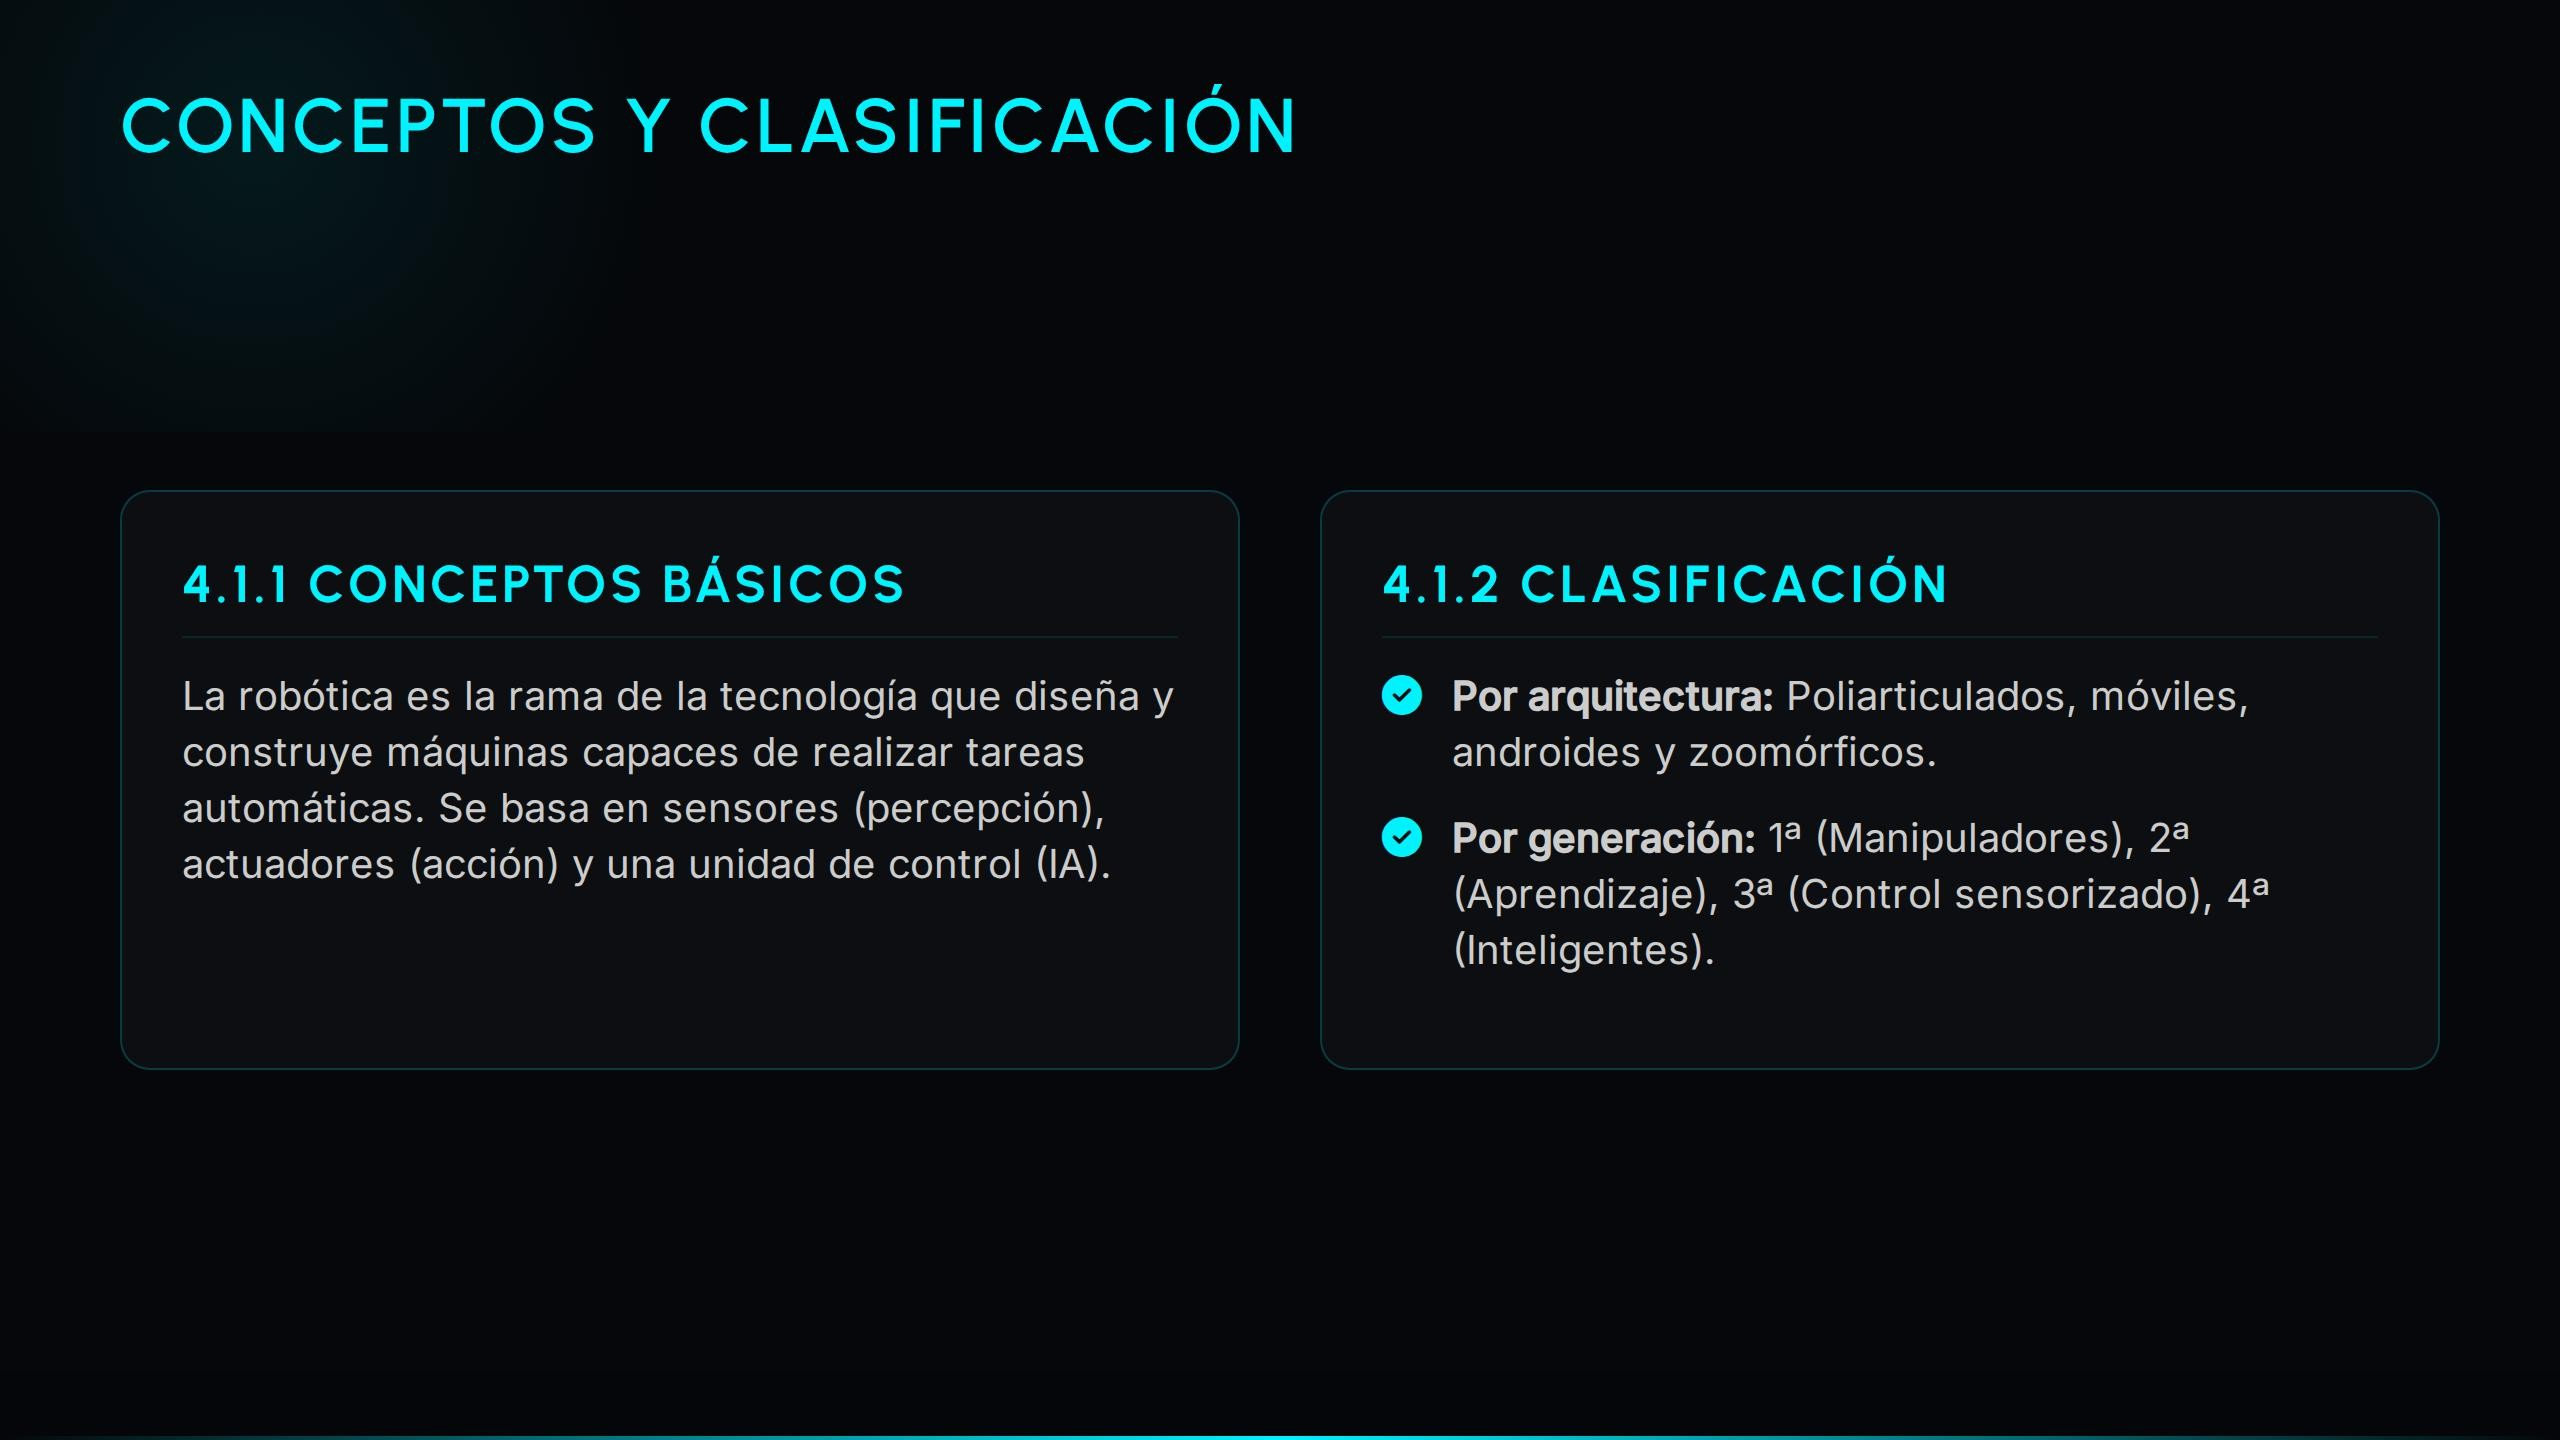 CONCEPTOS Y CLASIFICACIÓN
4.1.1 CONCEPTOS BÁSICOS
La robótica es la rama de la tecnología que diseña y
construye máquinas capaces de realizar tareas
automáticas. Se basa en sensores (percepción),
actuadores (acción) y una unidad de control (IA).
4.1.2 CLASIFICACIÓN
Por arquitectura: Poliarticulados, móviles,
androides y zoomórficos.
Por generación: 1ª (Manipuladores), 2ª
(Aprendizaje), 3ª (Control sensorizado), 4ª
(Inteligentes).